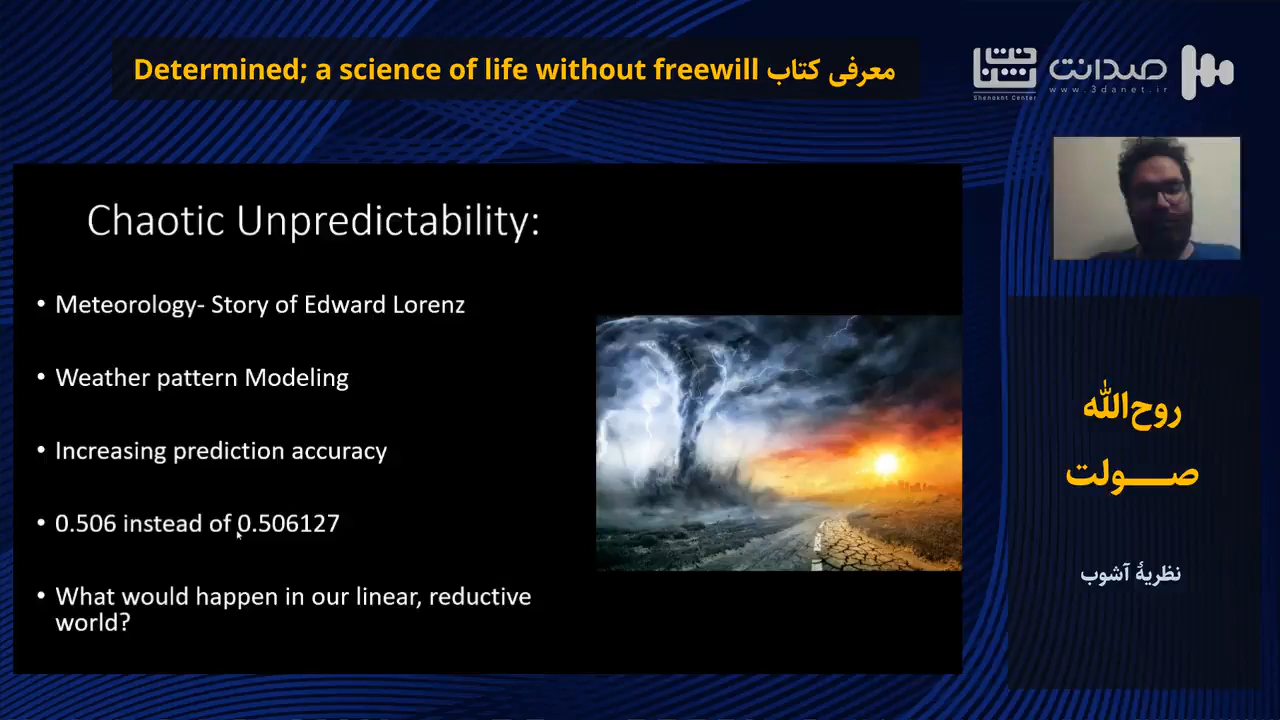 معرفی کتاب Determined; a science of life without freewill
صدانت
www.3danet.ir
Shenakht Center
Chaotic Unpredictability:
• Meteorology- Story of Edward Lorenz
• Weather pattern Modeling
• Increasing prediction accuracy
• 0.506 instead of 0.506127
• What would happen in our linear, reductive
world?
روح‌الله
صـــولت
نظریهٔ آشوب